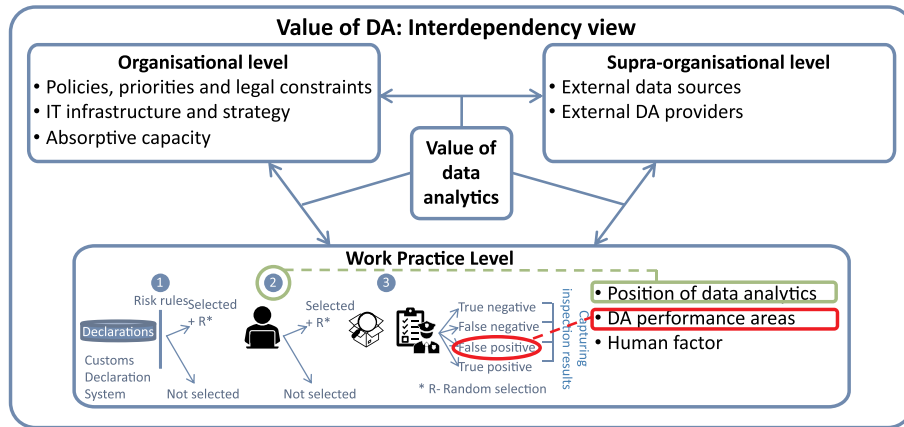 Value of DA: Interdependency view
Organisational level
• Policies, priorities and legal constraints
• IT infrastructure and strategy
• Absorptive capacity
Supra-organisational level
• External data sources
• External DA providers
Value of
data
analytics
Work Practice Level
1
Risk rules
Selected
+ R*
Declarations
Customs
Declaration
System
Not selected
2
Selected
+ R*
Not selected
3
True negative
False negative
False positive
True positive
* R- Random selection
Capturing
inspection results
• Position of data analytics
• DA performance areas
• Human factor